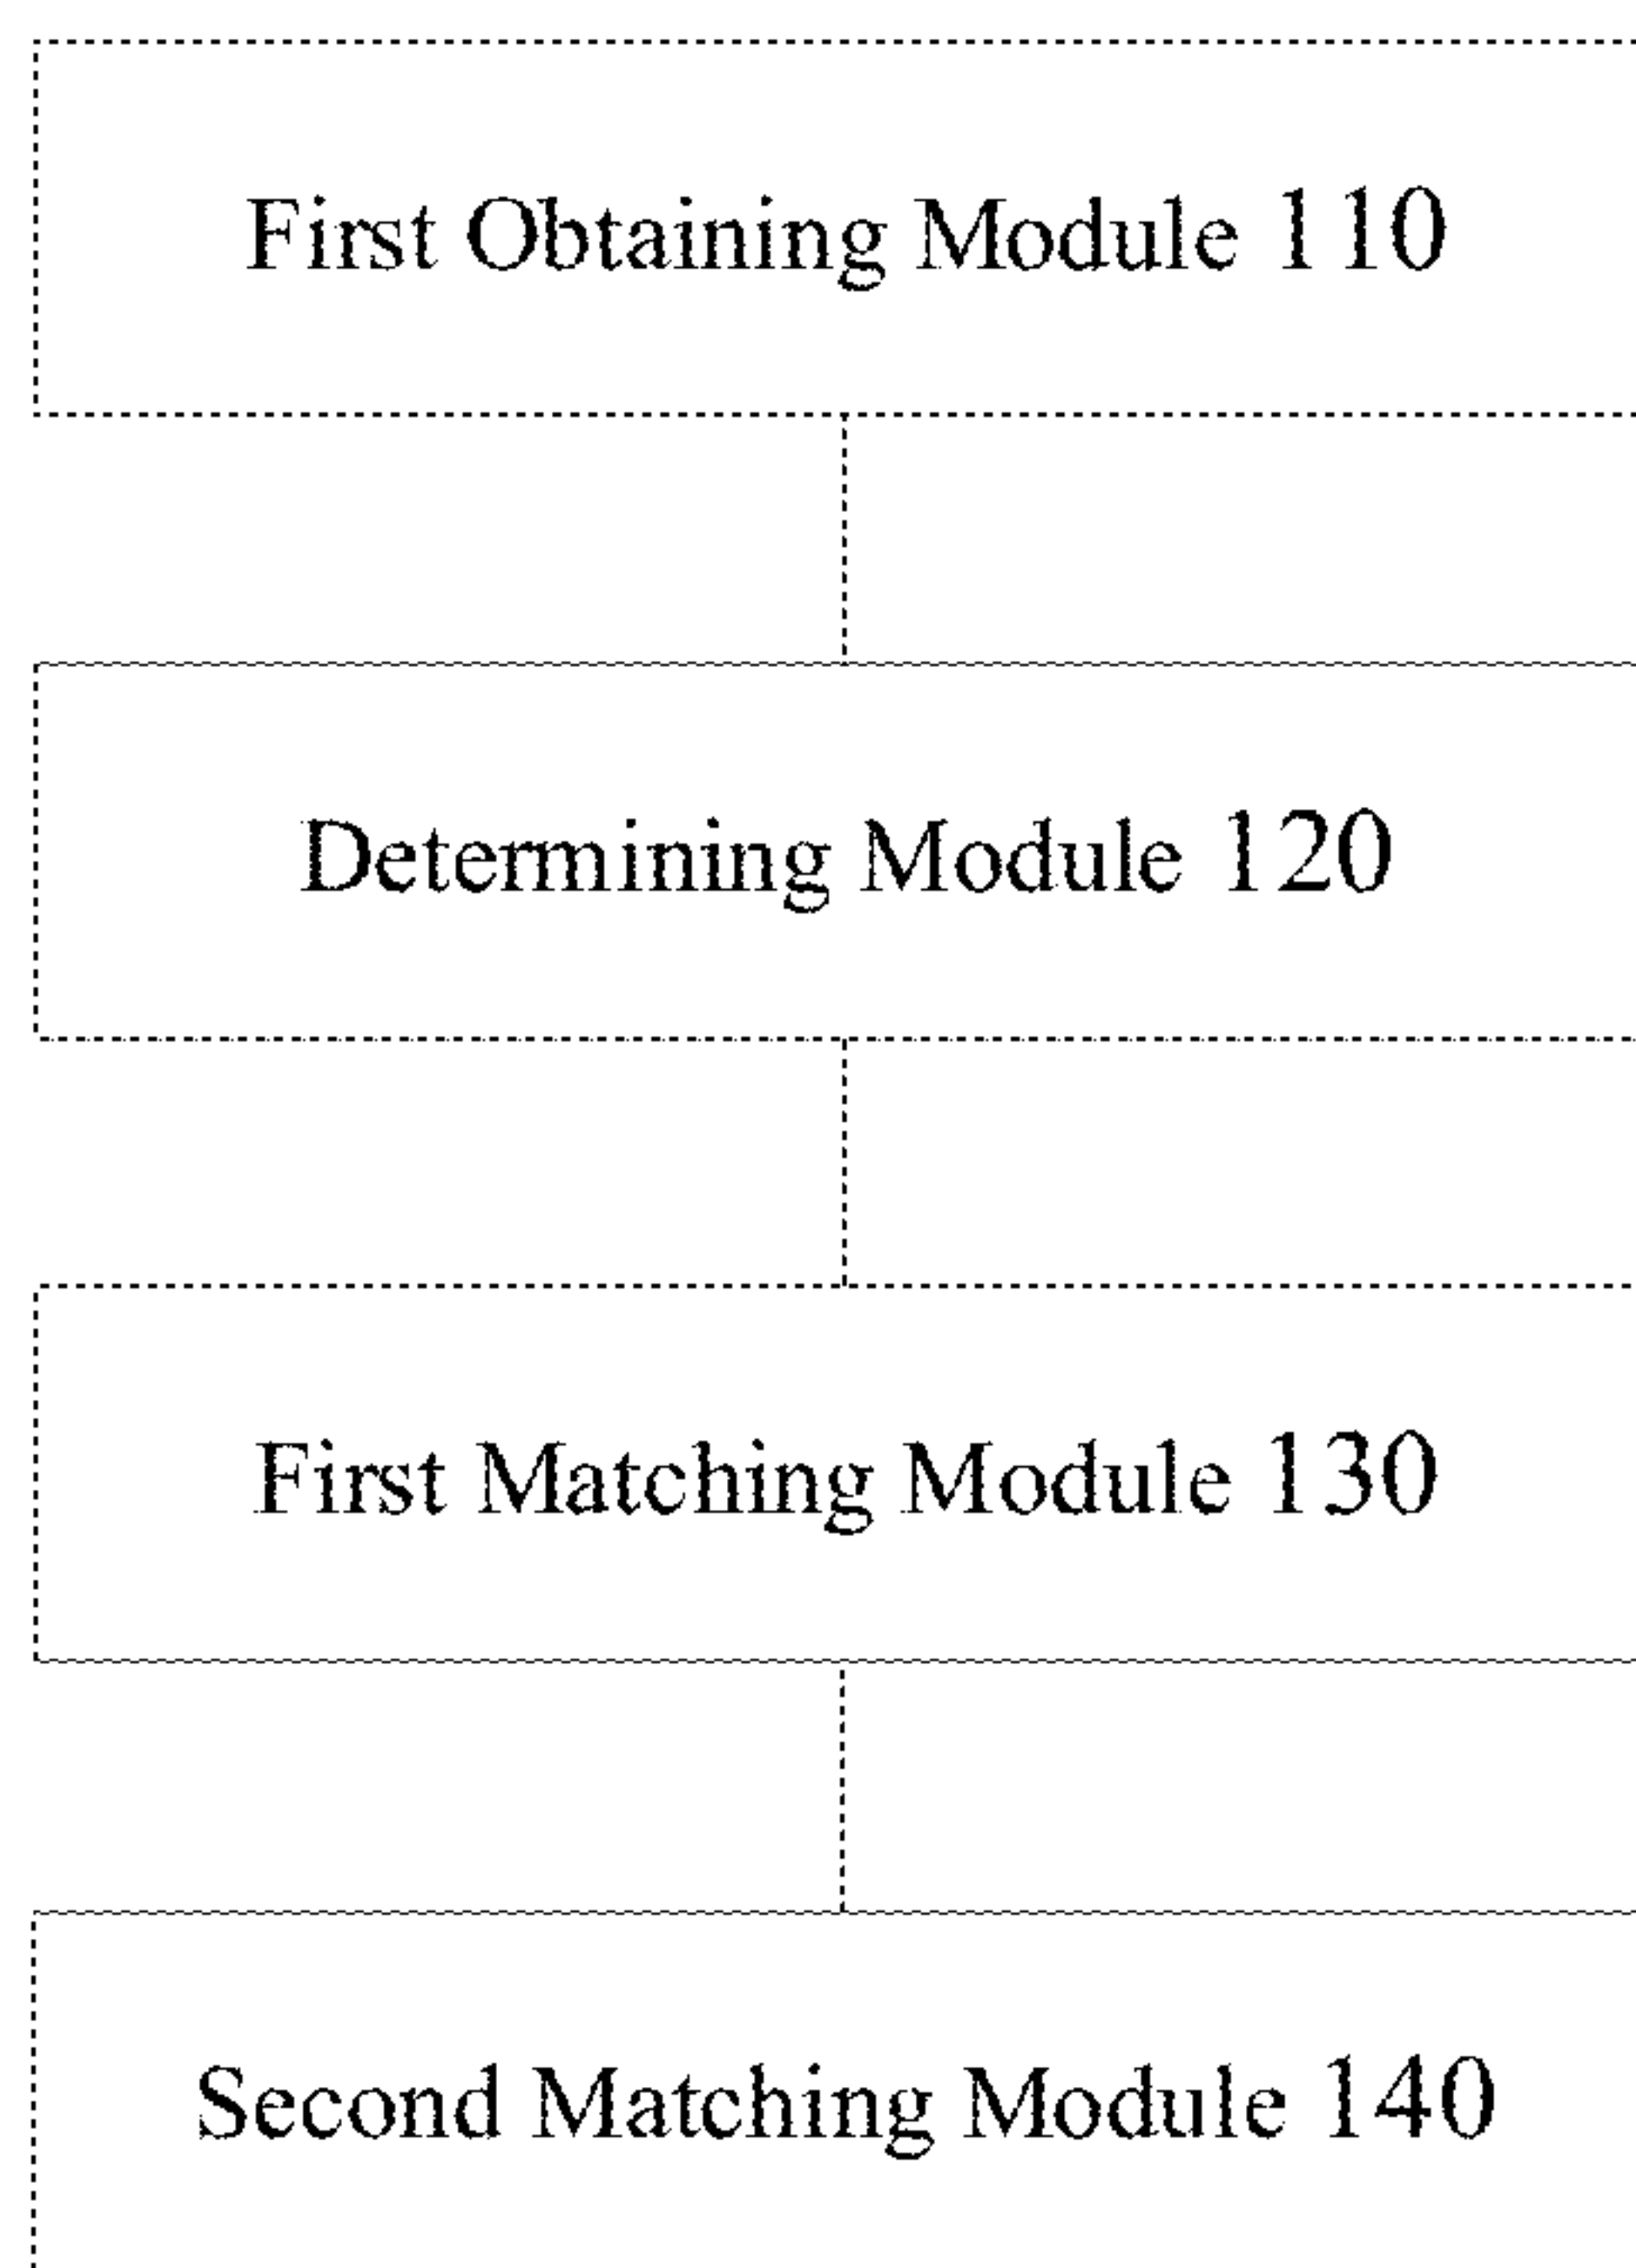 First Obtaining Module 110
Determining Module 120
First Matching Module 130
Second Matching Module 140